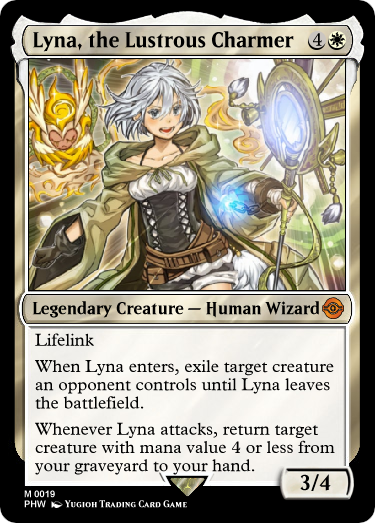 Lyna, the Lustrous Charmer 4
Legendary Creature — Human Wizard
Lifelink
When Lyna enters, exile target creature
an opponent controls until Lyna leaves
the battlefield.
Whenever Lyna attacks, return target
creature with mana value 4 or less from
your graveyard to your hand.
3/4
M 0019
PHW Yugioh Trading Card Game